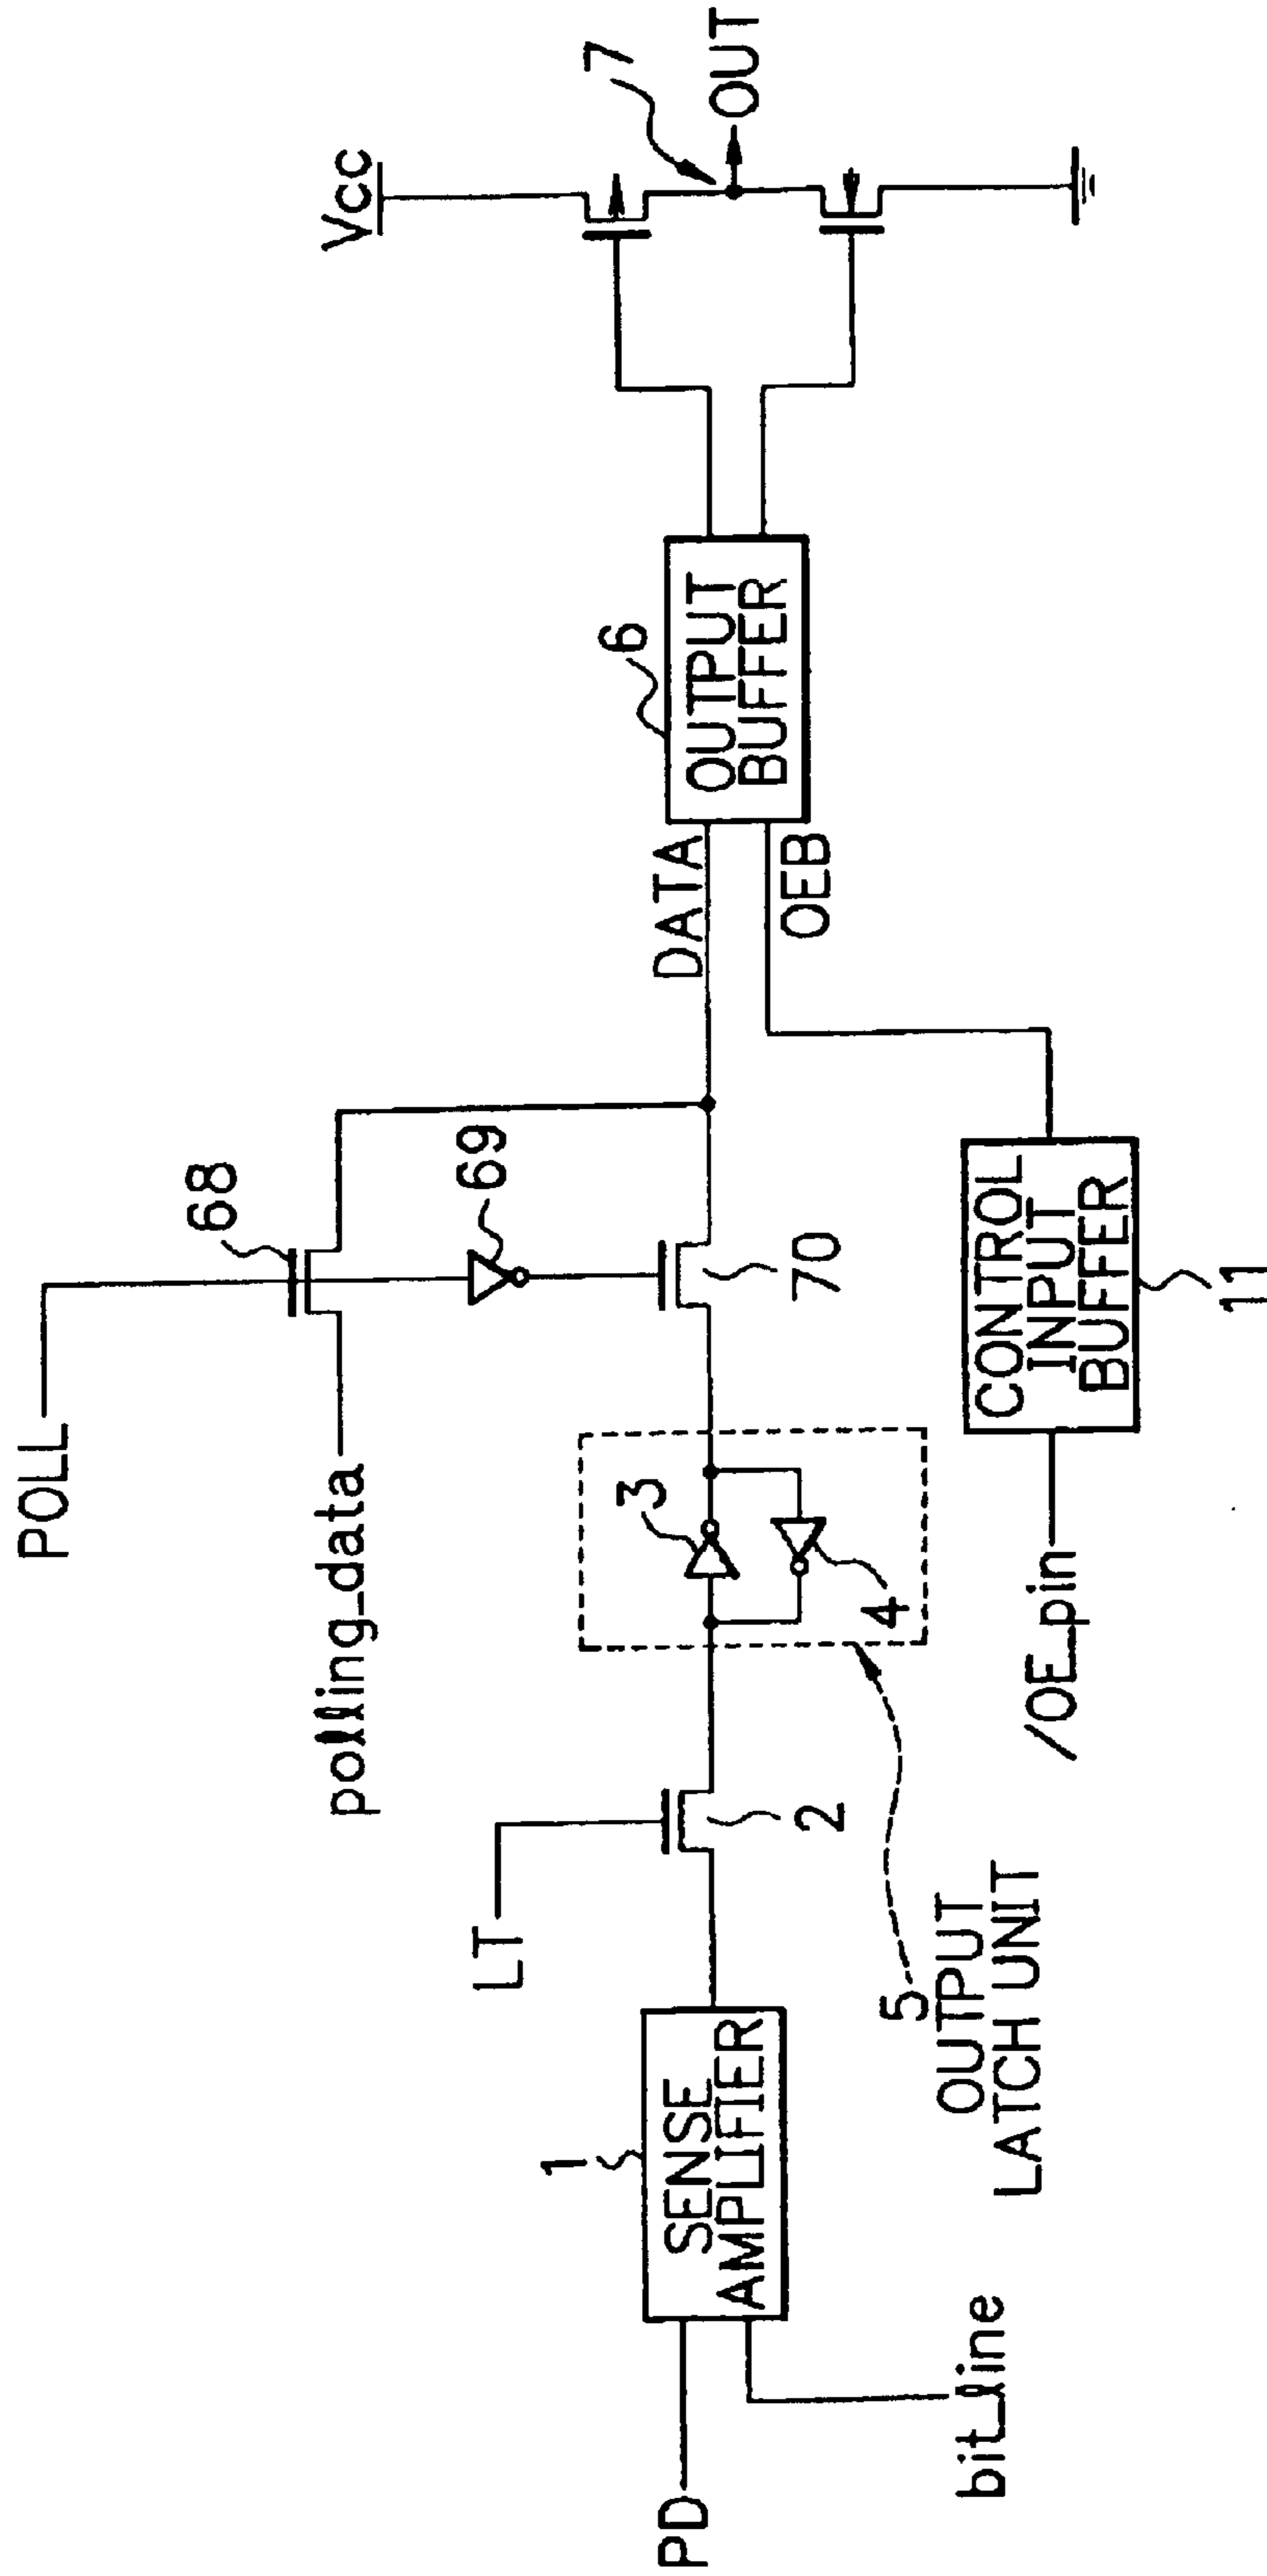 POLL
polling_data
68
69
70
LT
2
3
4
5
OUTPUT
LATCH UNIT
PD
bit_line
1
SENSE
AMPLIFIER
/OE_pin
CONTROL
INPUT
BUFFER
11
DATA
OEB
6
OUTPUT
BUFFER
Vcc
7
OUT